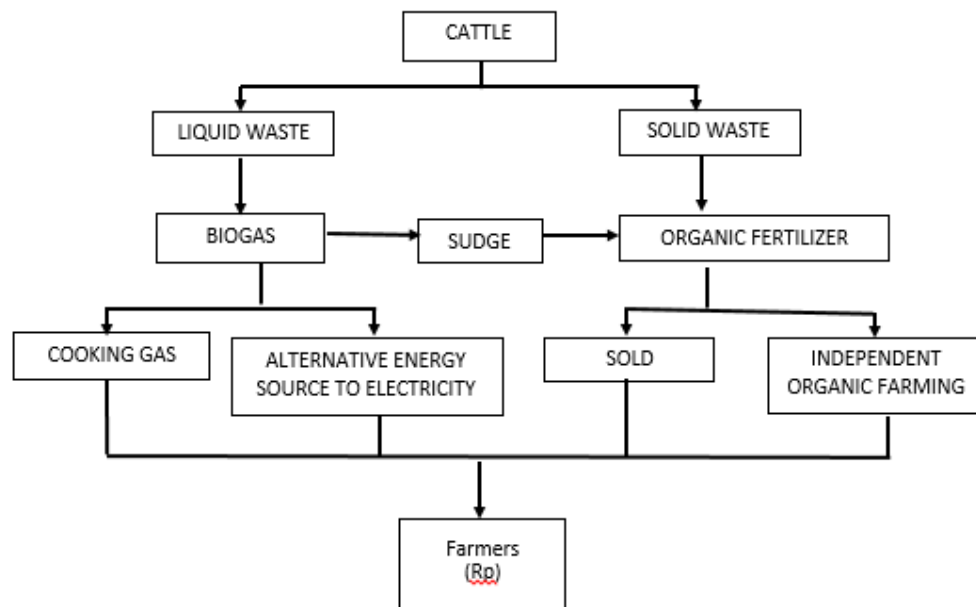 CATTLE
LIQUID WASTE
SOLID WASTE
BIOGAS
SUDGE
ORGANIC FERTILIZER
COOKING GAS
ALTERNATIVE ENERGY
SOURCE TO ELECTRICITY
SOLD
INDEPENDENT
ORGANIC FARMING
Farmers
(Rp)